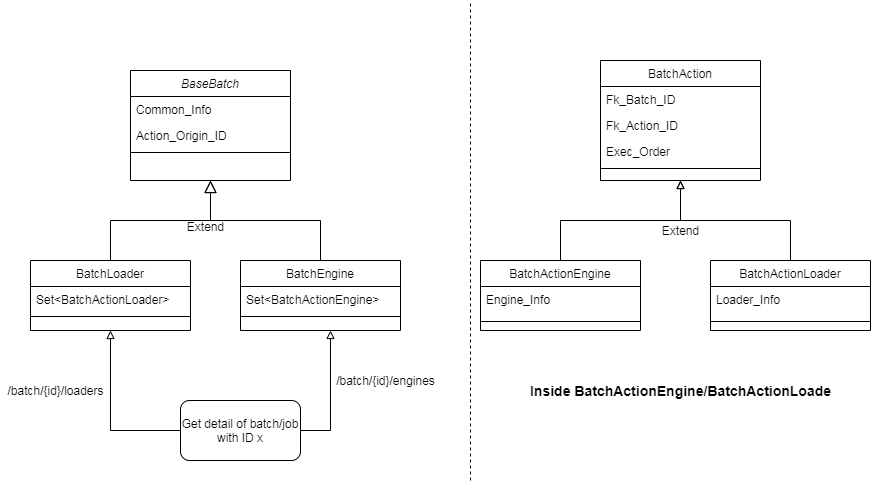 BaseBatch
Common_Info
Action_Origin_ID
Extend
BatchLoader
Set<BatchActionLoader>
BatchEngine
Set<BatchActionEngine>
/batch/{id}/loaders
/batch/{id}/engines
Get detail of batch/job
with ID x
BatchAction
Fk_Batch_ID
Fk_Action_ID
Exec_Order
Extend
BatchActionEngine
Engine_Info
BatchActionLoader
Loader_Info
Inside BatchActionEngine/BatchActionLoade